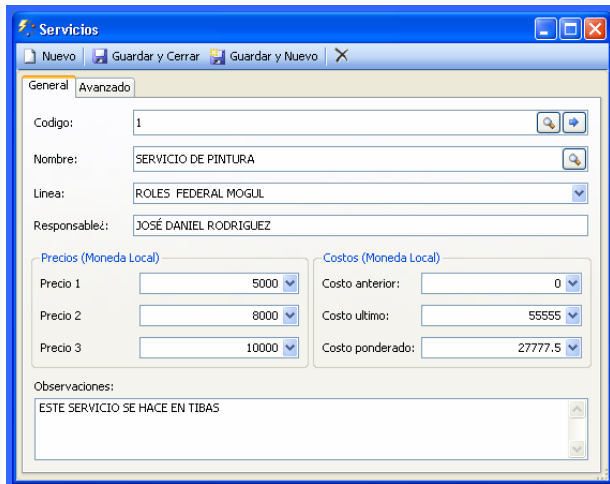 Servicios
Nuevo Guardar y Cerrar Guardar y Nuevo
General Avanzado
Codigo: 1
Nombre: SERVICIO DE PINTURA
Linea: ROLES FEDERAL MOGUL
Responsable¿: JOSÉ DANIEL RODRIGUEZ
Precios (Moneda Local) Costos (Moneda Local)
Precio 1 5000 Costo anterior: 0
Precio 2 8000 Costo ultimo: 55555
Precio 3 10000 Costo ponderado: 27777.5
Observaciones:
ESTE SERVICIO SE HACE EN TIBAS